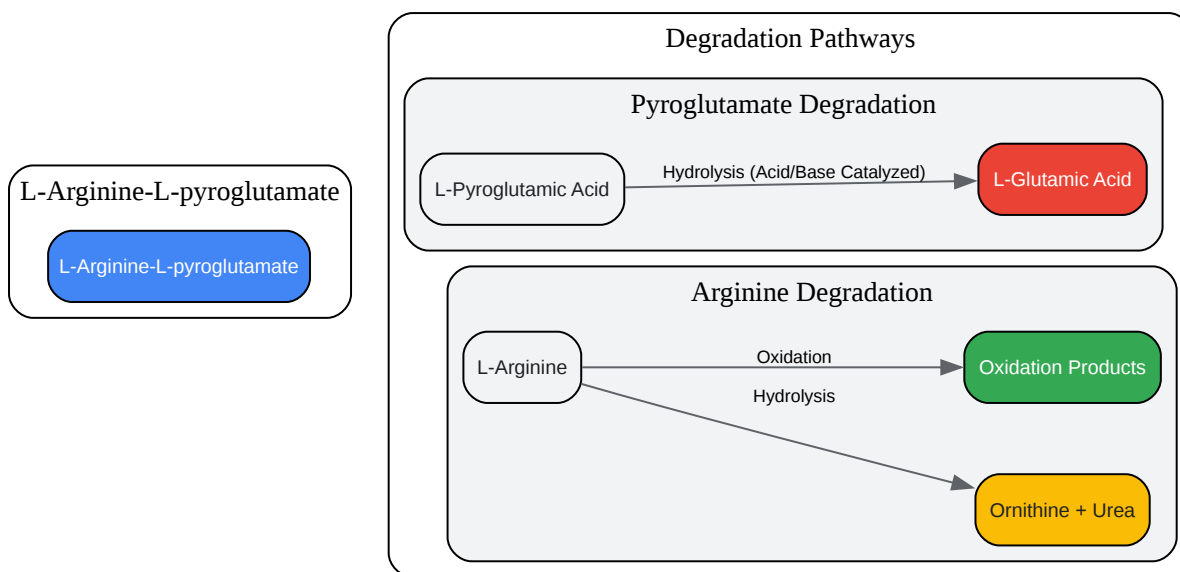 Degradation Pathways
Pyroglutamate Degradation
L-Pyroglutamic Acid
Hydrolysis (Acid/Base Catalyzed)
L-Glutamic Acid
L-Arginine-L-pyroglutamate
L-Arginine-L-pyroglutamate
Arginine Degradation
L-Arginine
Oxidation
Oxidation Products
Hydrolysis
Ornithine + Urea